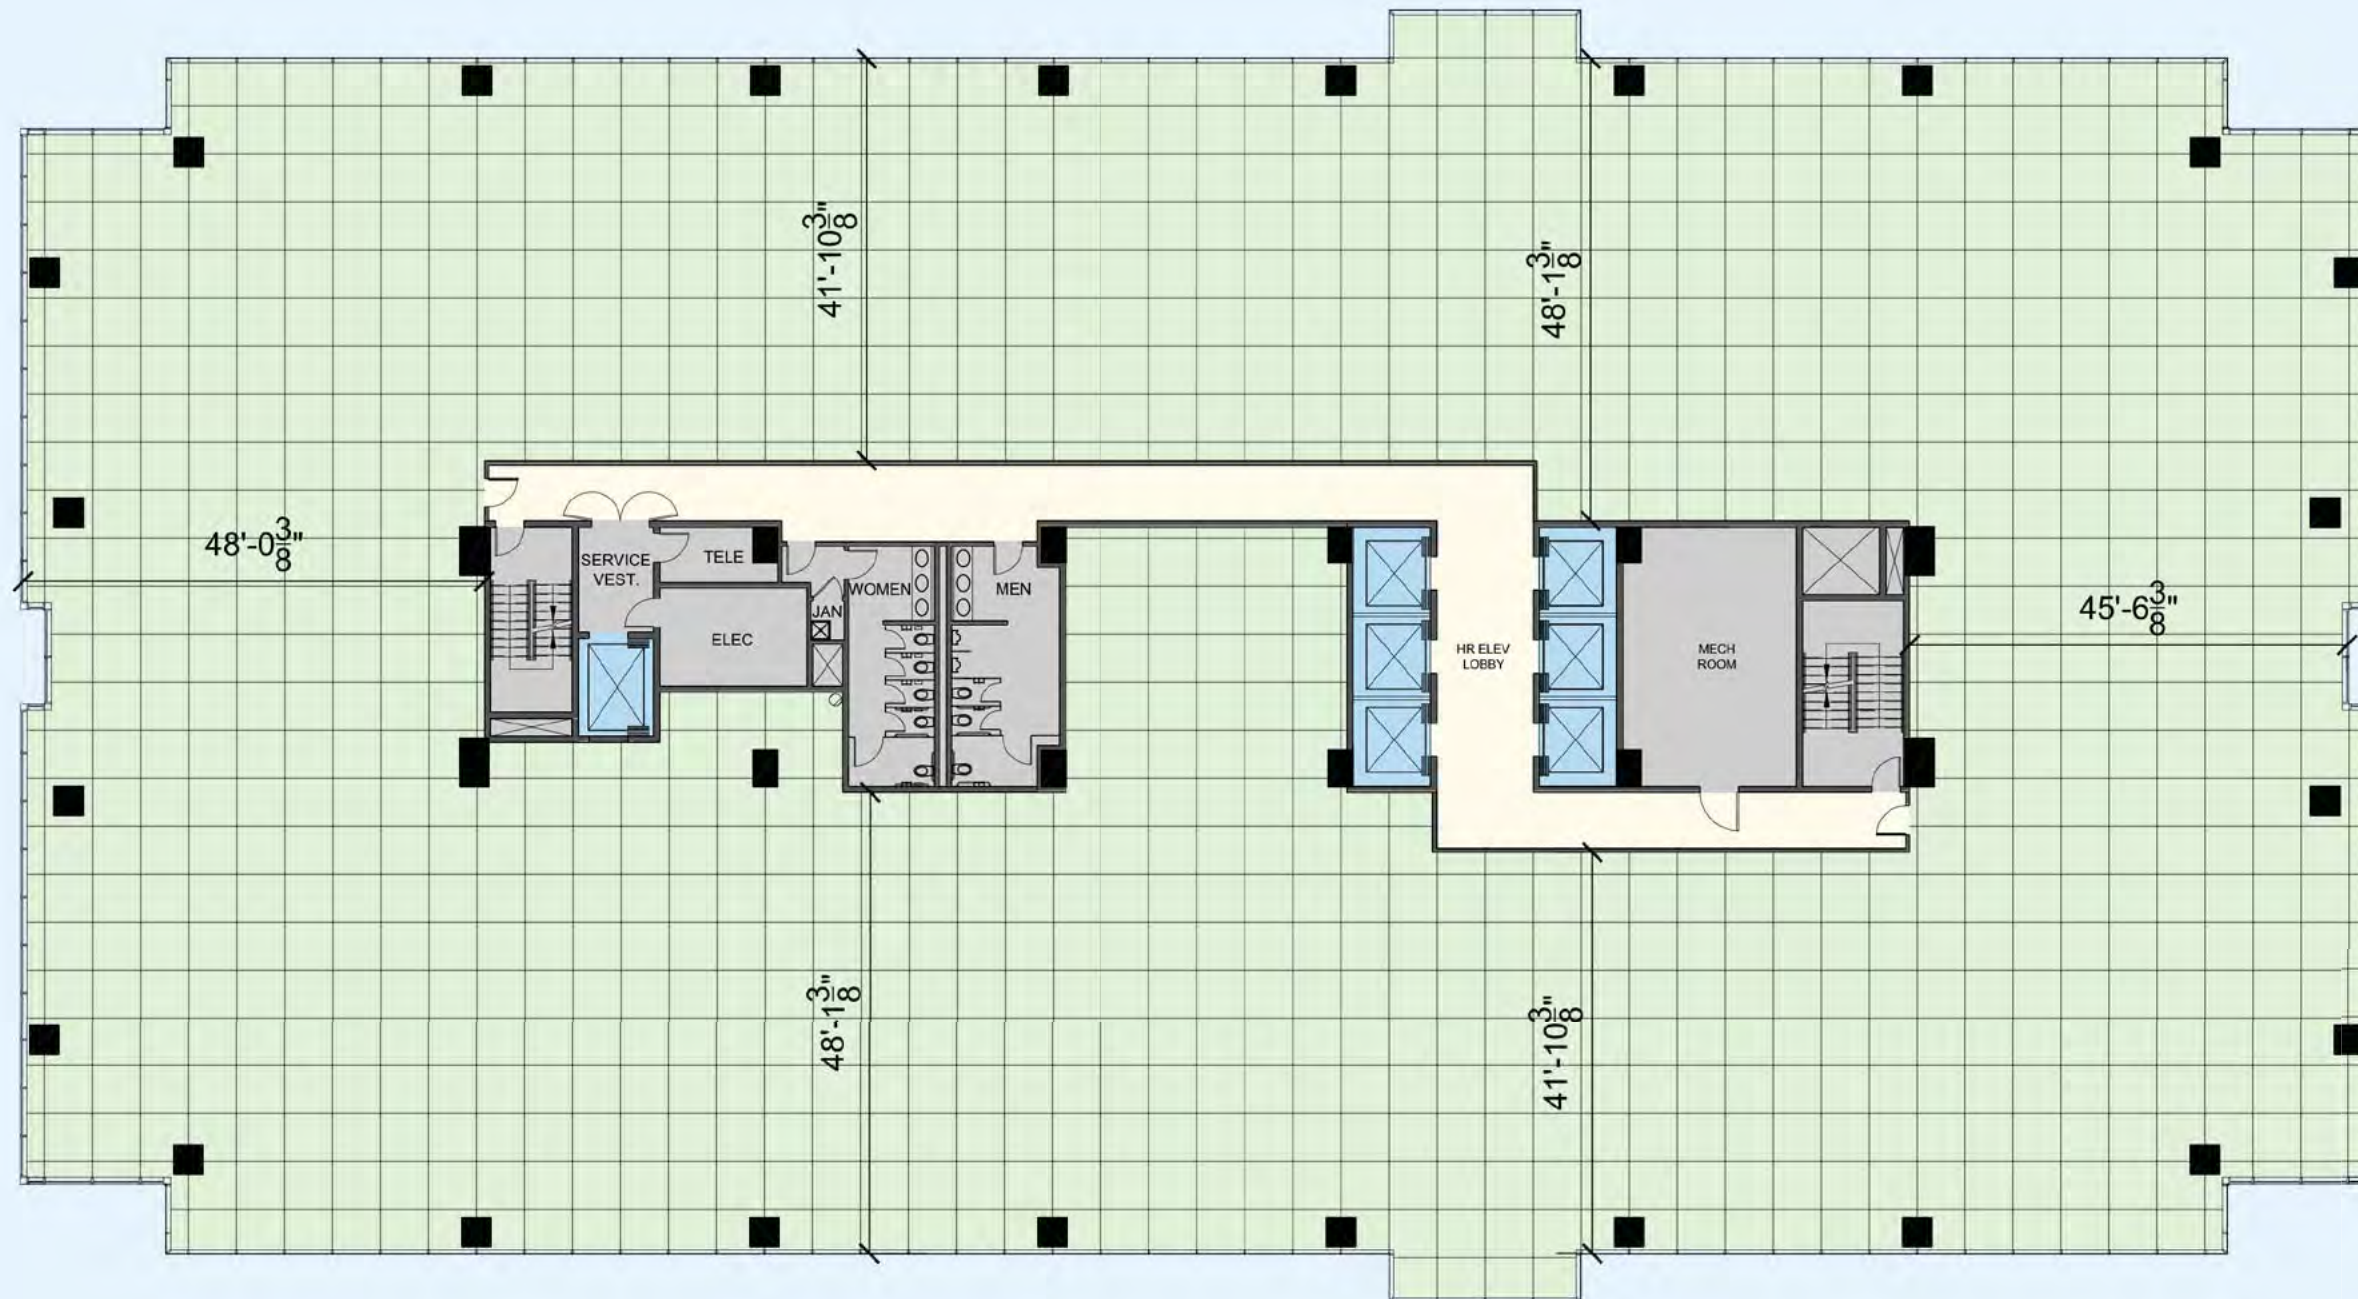 41'-10 3/8"
48'-1 3/8"
48'-0 3/8"
SERVICE
VEST.
TELE
WOMEN
MEN
JAN
ELEC
HR ELEV
LOBBY
MECH
ROOM
45'-6 3/8"
48'-1 3/8"
41'-10 3/8"